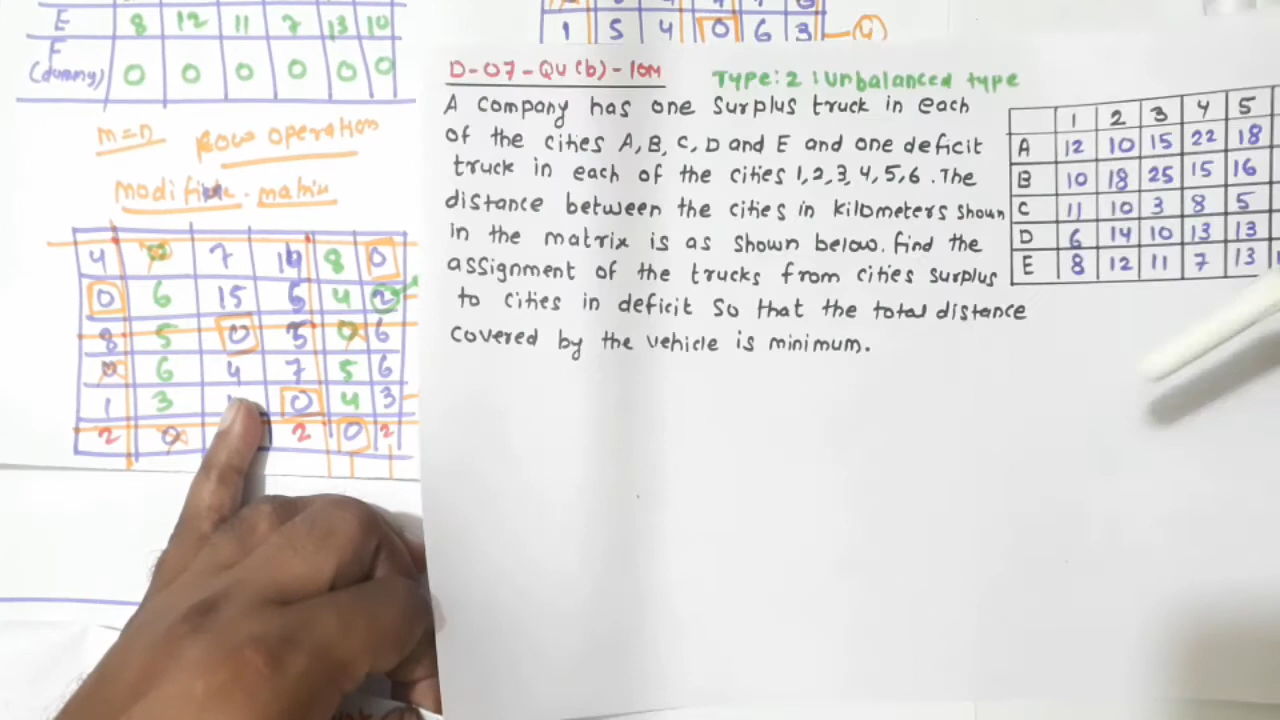 E 8 12 11 7 13 10
F
(dummy) 0 0 0 0 0 0
m=n
Row operation
modifi . matrix
4 0 7 14 8 0
0 6 15 5 4 2
8 5 0 5 0 6
0 6 4 7 5 6
1 3 0 4 3
2 0 2 0 2
1 5 4 0 6 3 (4)
D-07-QU(b)-10M
Type:2 : Unbalanced type
A company has one surplus truck in each
of the cities A, B, C, D and E and one deficit
truck in each of the cities 1, 2, 3, 4, 5, 6. The
distance between the cities in kilometers shown
in the matrix is as shown below. find the
assignment of the trucks from cities surplus
to cities in deficit so that the total distance
covered by the vehicle is minimum.
1 2 3 4 5
A 12 10 15 22 18
B 10 18 25 15 16
C 11 10 3 8 5
D 6 14 10 13 13
E 8 12 11 7 13